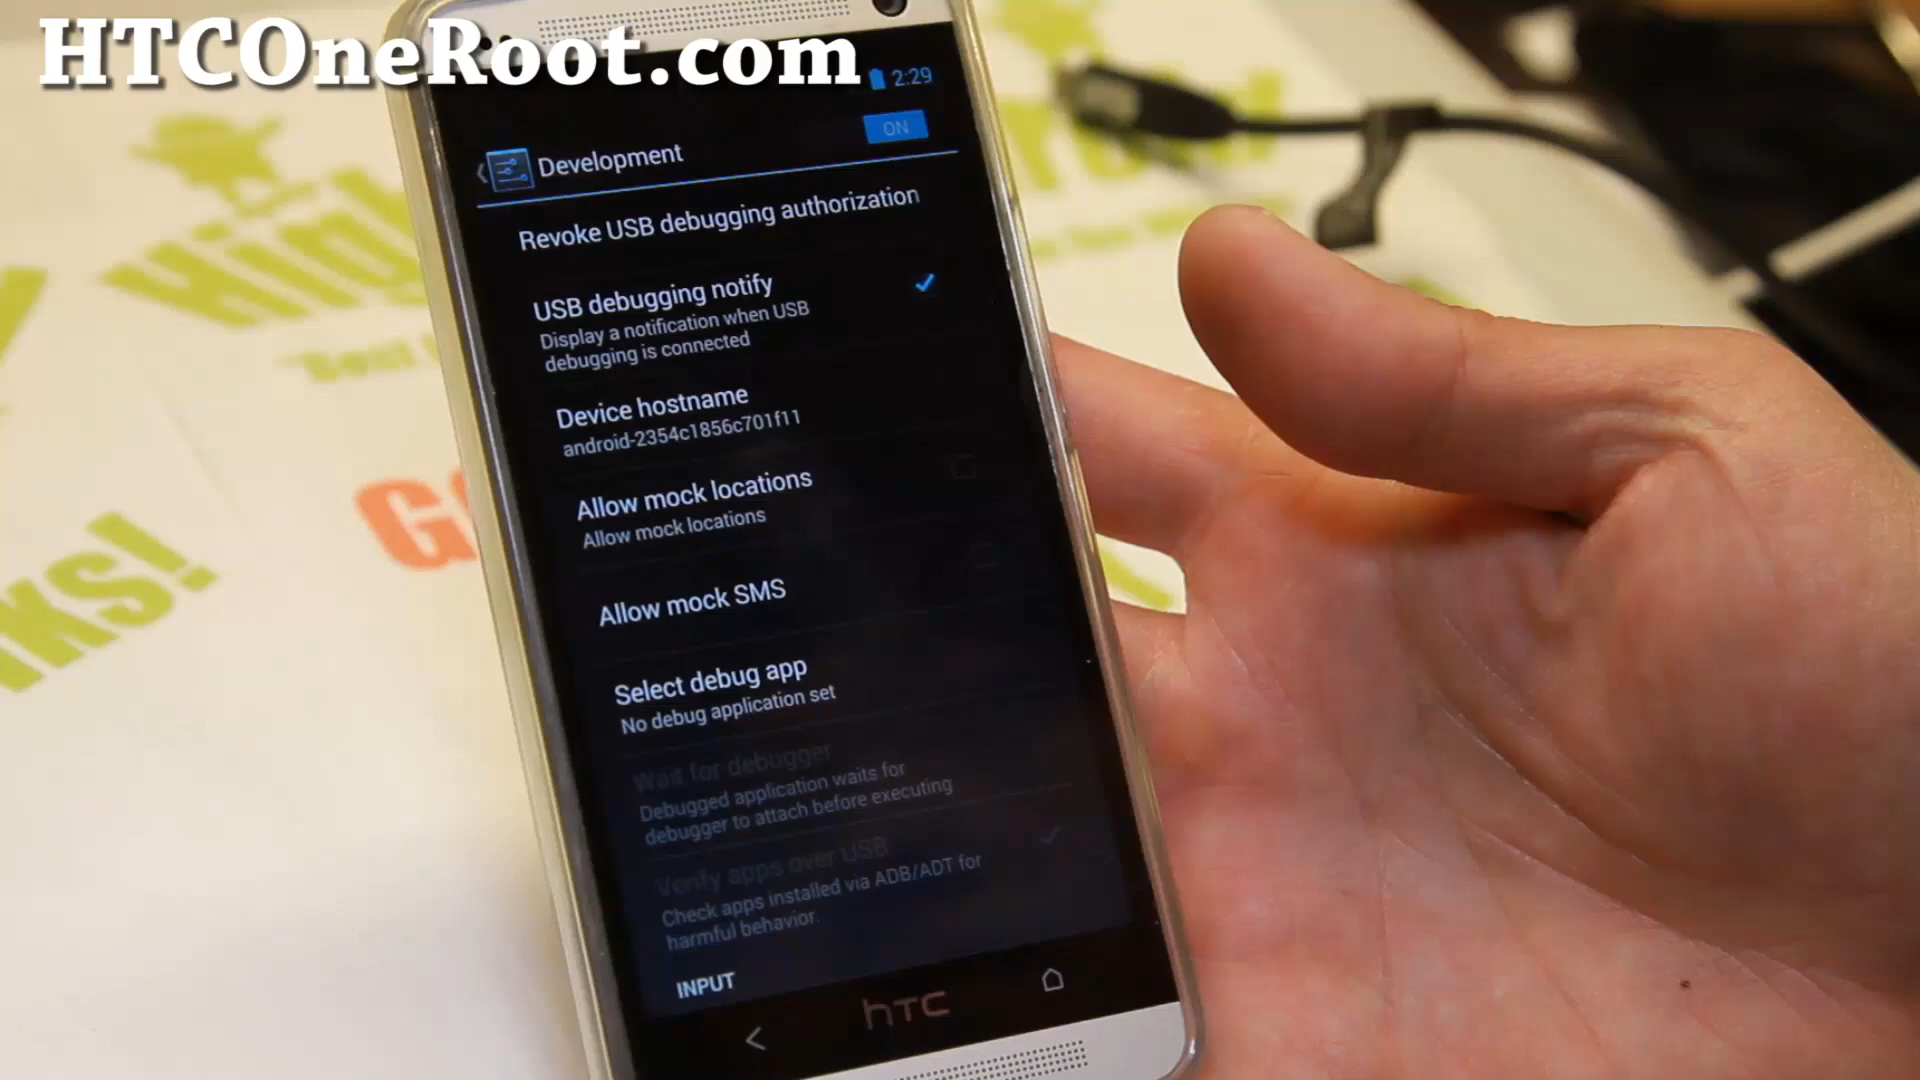 HTCOneRoot.com
2:29
Development
ON
Revoke USB debugging authorization
USB debugging notify
Display a notification when USB
debugging is connected
Device hostname
android-2354c1856c701f11
Allow mock locations
Allow mock locations
Allow mock SMS
Select debug app
No debug application set
Wait for debugger
Debugged application waits for
debugger to attach before executing
Verify apps over USB
Check apps installed via ADB/ADT for
harmful behavior.
INPUT
hTC